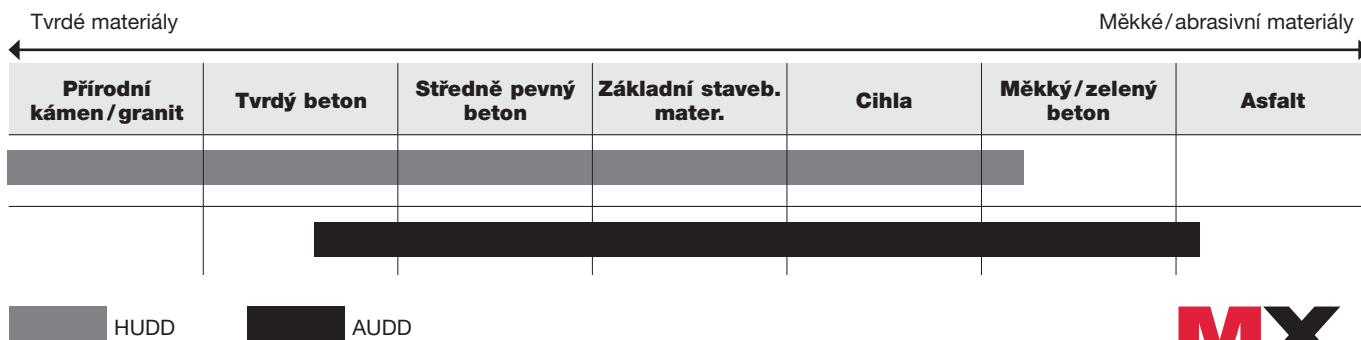 Tvrdé materiály Měkké/abrasivní materiály
Přírodní kámen/granit Tvrdý beton Středně pevný beton Základní staveb. mater. Cihla Měkký/zelený beton Asfalt
HUDD AUDD
MX